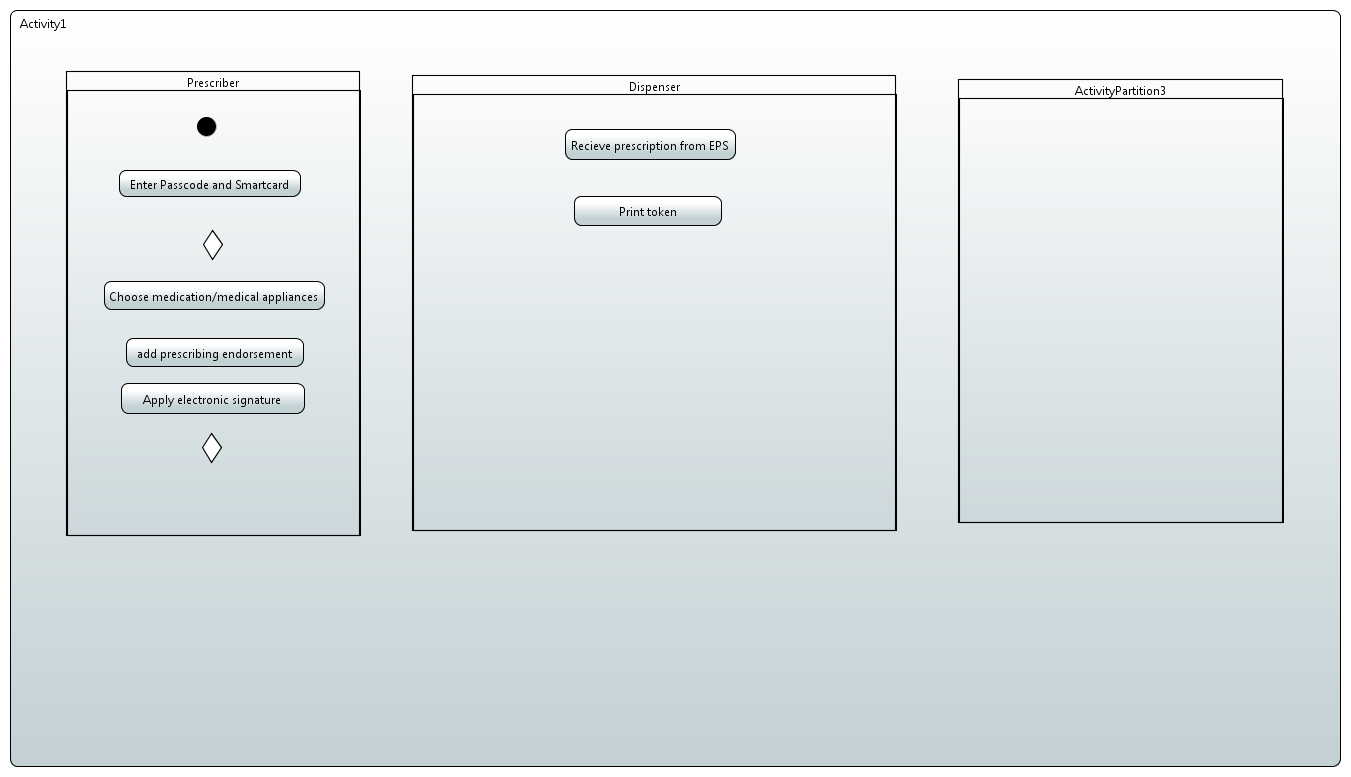 Activity1
Prescriber
Enter Passcode and Smartcard
Choose medication/medical appliances
add prescribing endorsement
Apply electronic signature
Dispenser
Recieve prescription from EPS
Print token
ActivityPartition3